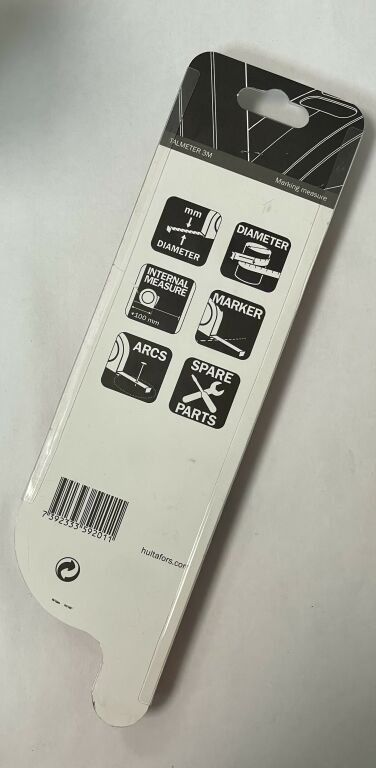 TALMETER 3M
Marking measure
mm
DIAMETER
DIAMETER
INTERNAL
MEASURE
+100 mm
MARKER
ARCS
SPARE
PARTS
7 392333 592011
hultafors.com